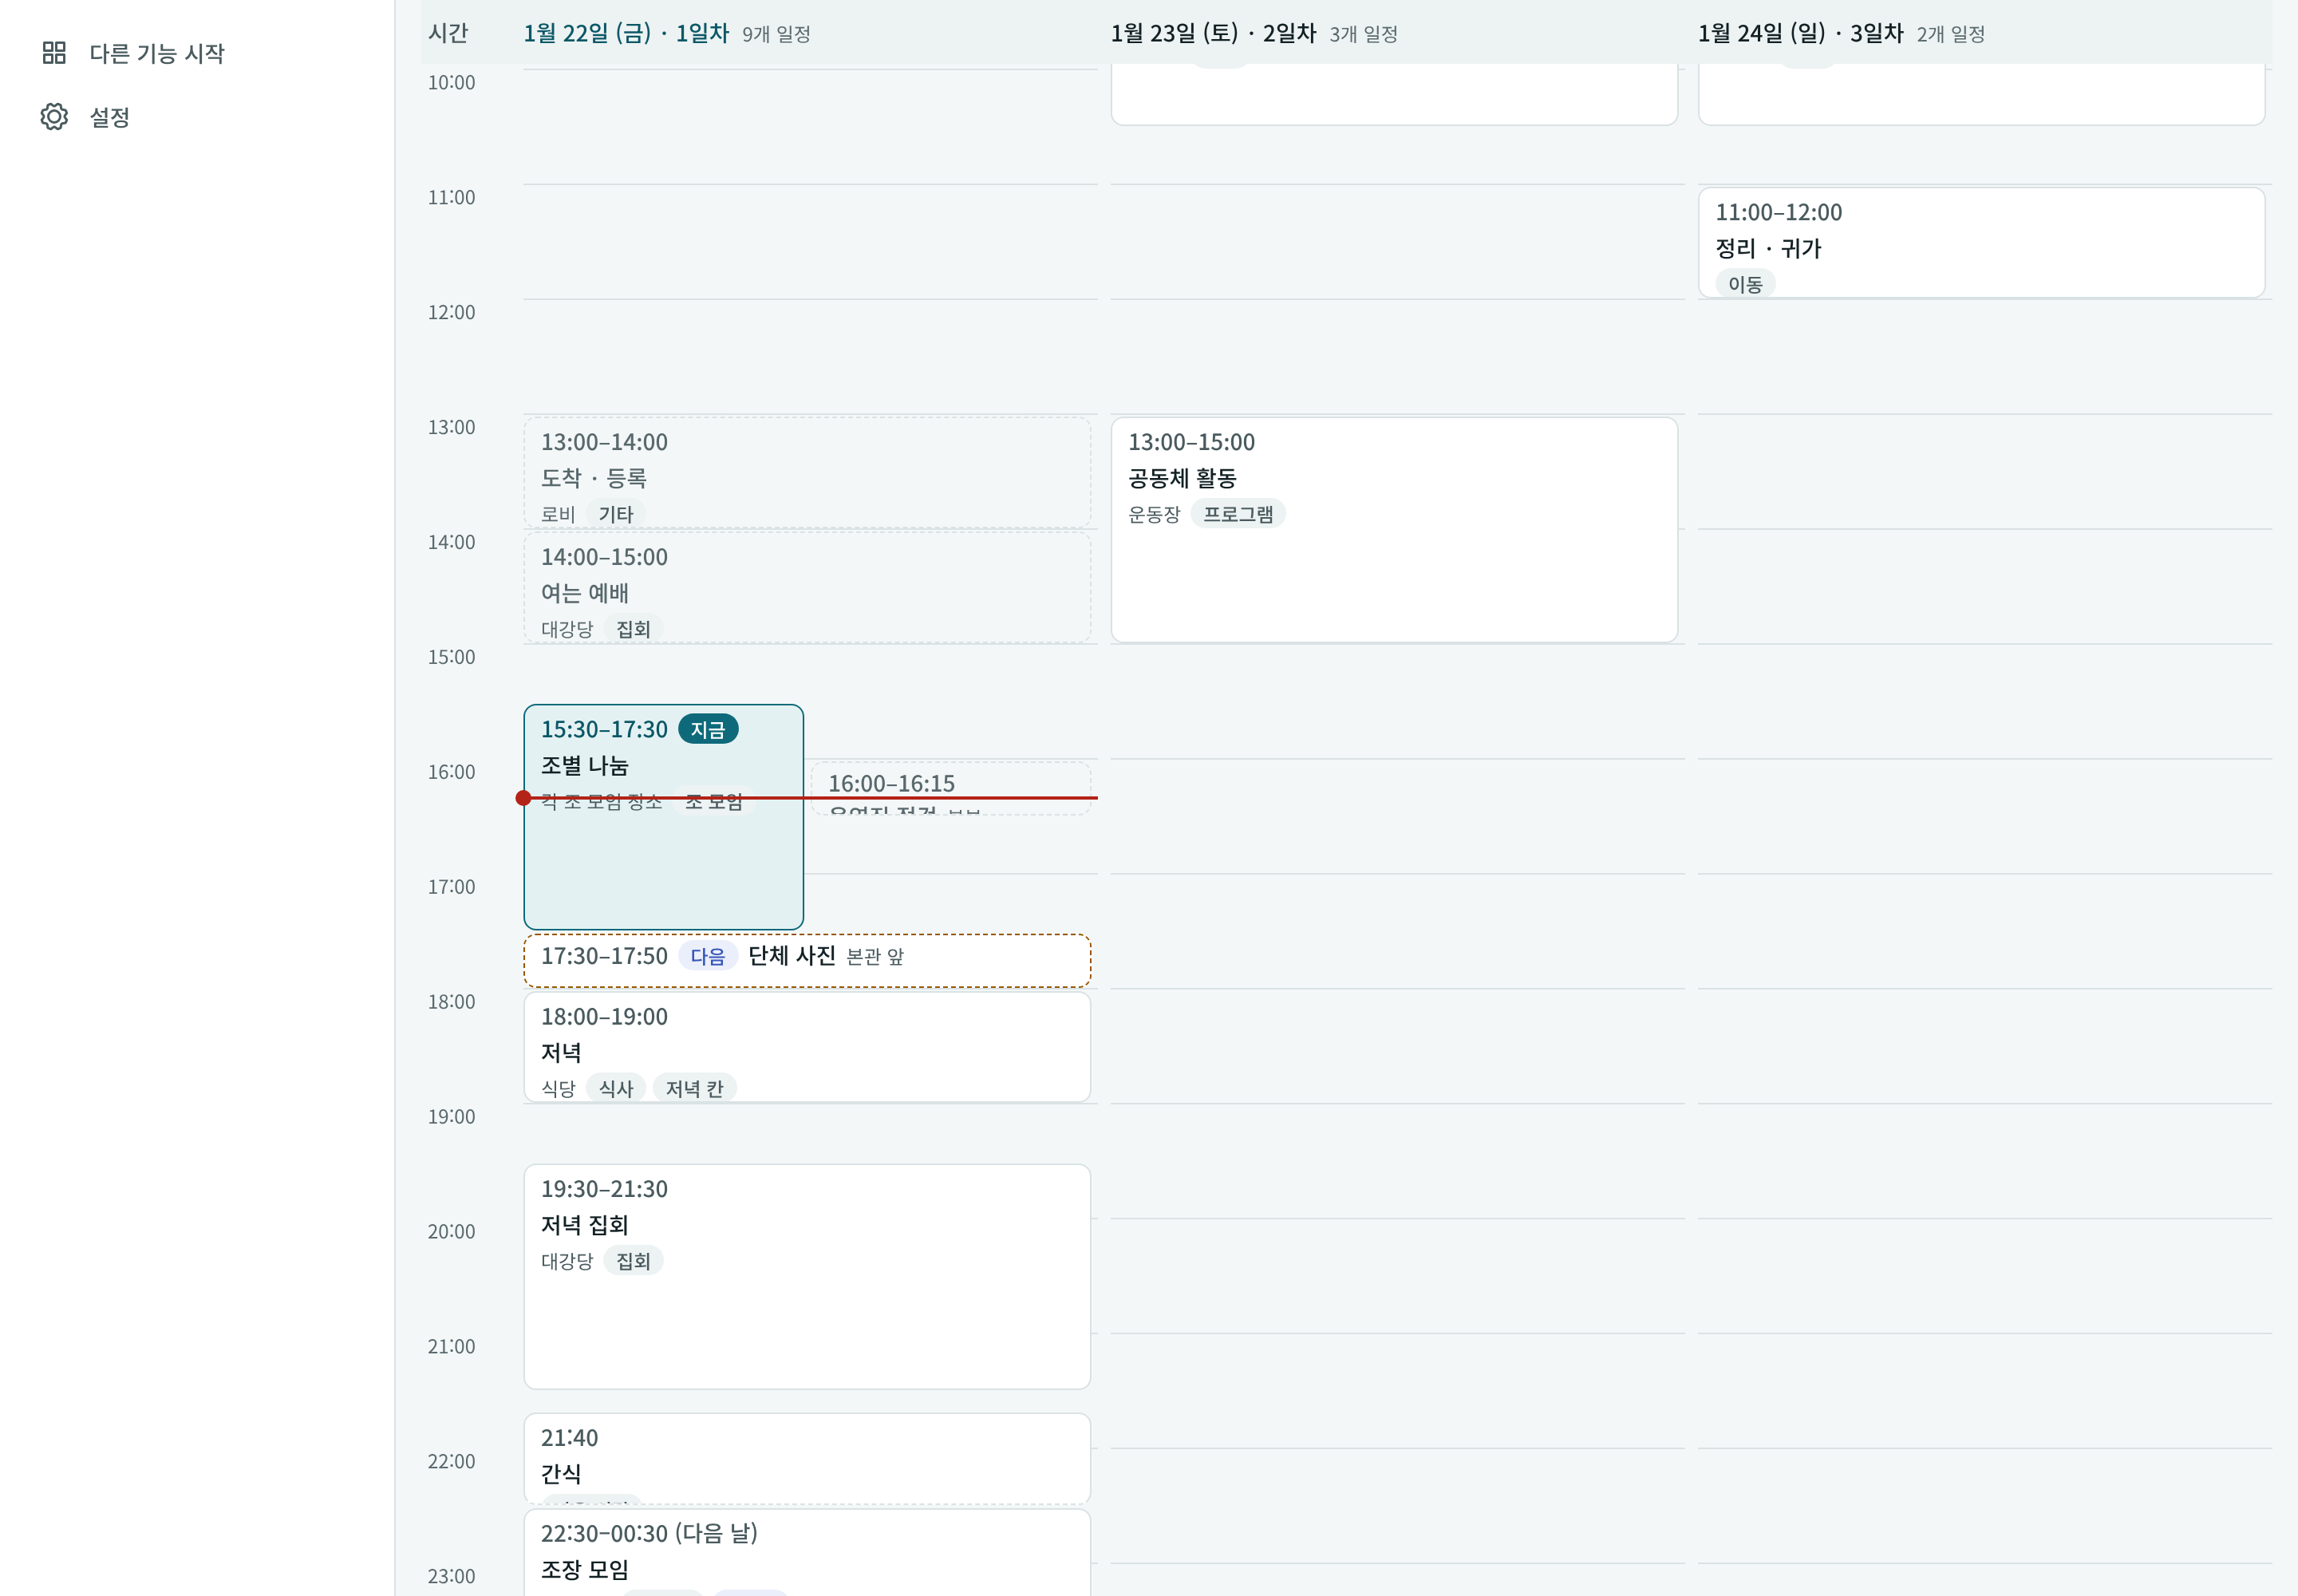 다른 기능 시작
설정
시간
1월 22일 (금) · 1일차 9개 일정
1월 23일 (토) · 2일차 3개 일정
1월 24일 (일) · 3일차 2개 일정
10:00
11:00
12:00
13:00
14:00
15:00
16:00
17:00
18:00
19:00
20:00
21:00
22:00
23:00
13:00–14:00
도착 · 등록
로비 기타
14:00–15:00
여는 예배
대강당 집회
15:30–17:30 지금
조별 나눔
각 조 모임 장소 조 모임
16:00–16:15
17:30–17:50 다음 단체 사진 본관 앞
18:00–19:00
저녁
식당 식사 저녁 칸
19:30–21:30
저녁 집회
대강당 집회
21:40
간식
22:30–00:30 (다음 날)
조장 모임
13:00–15:00
공동체 활동
운동장 프로그램
11:00–12:00
정리 · 귀가
이동